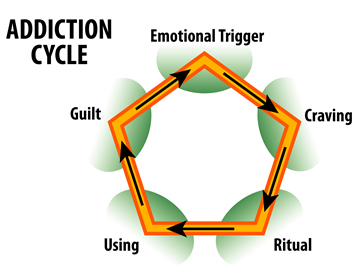 ADDICTION
CYCLE
Emotional Trigger
Craving
Ritual
Using
Guilt